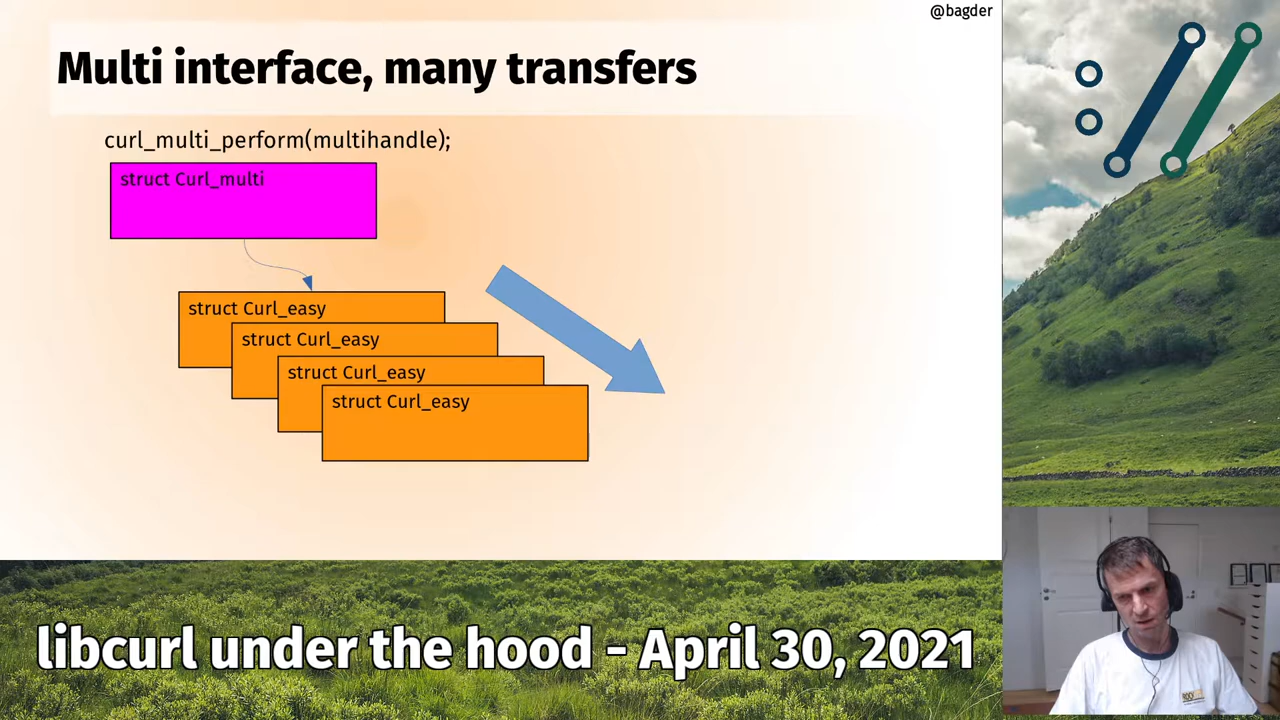 @bagder
Multi interface, many transfers
curl_multi_perform(multihandle);
struct Curl_multi
struct Curl_easy
struct Curl_easy
struct Curl_easy
struct Curl_easy
libcurl under the hood - April 30, 2021